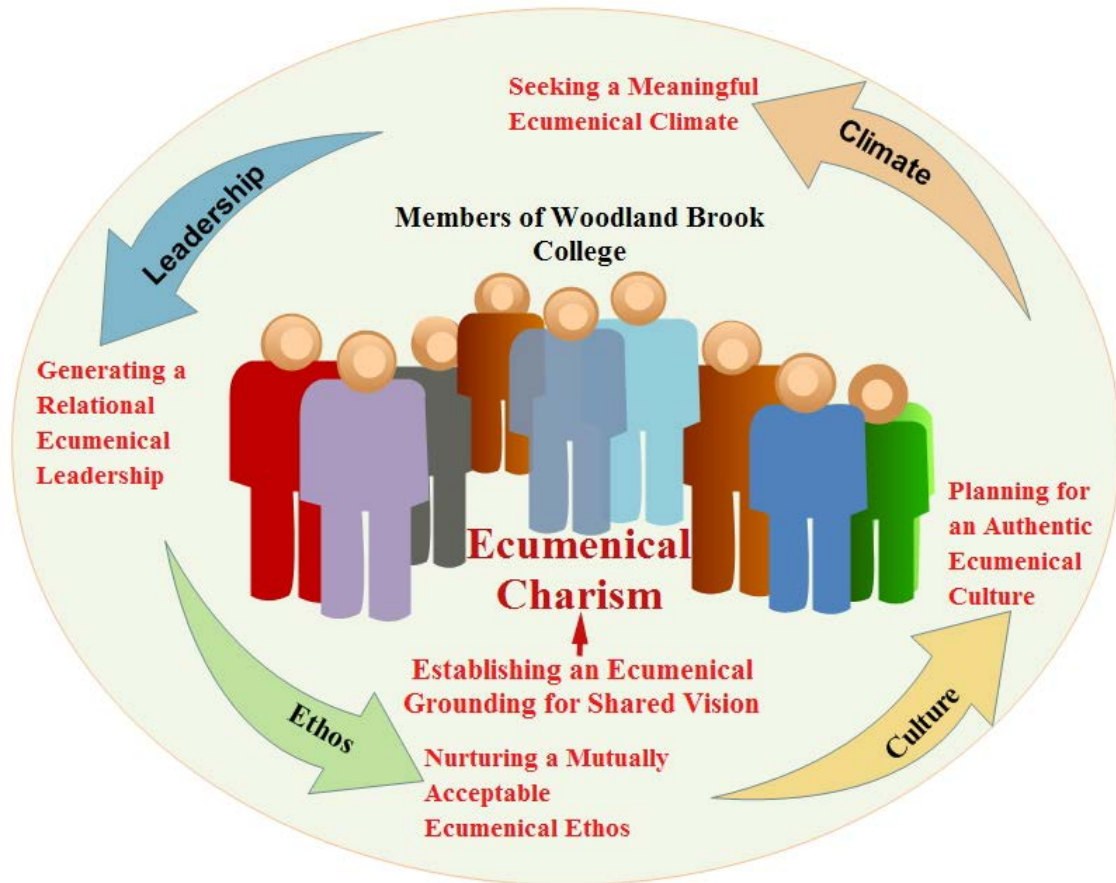 Seeking a Meaningful
Ecumenical Climate
Climate
Leadership
Members of Woodland Brook
College
Generating a
Relational
Ecumenical
Leadership
Planning for
an Authentic
Ecumenical
Culture
Ecumenical
Charism
Establishing an Ecumenical
Grounding for Shared Vision
Ethos
Culture
Nurturing a Mutually
Acceptable
Ecumenical Ethos